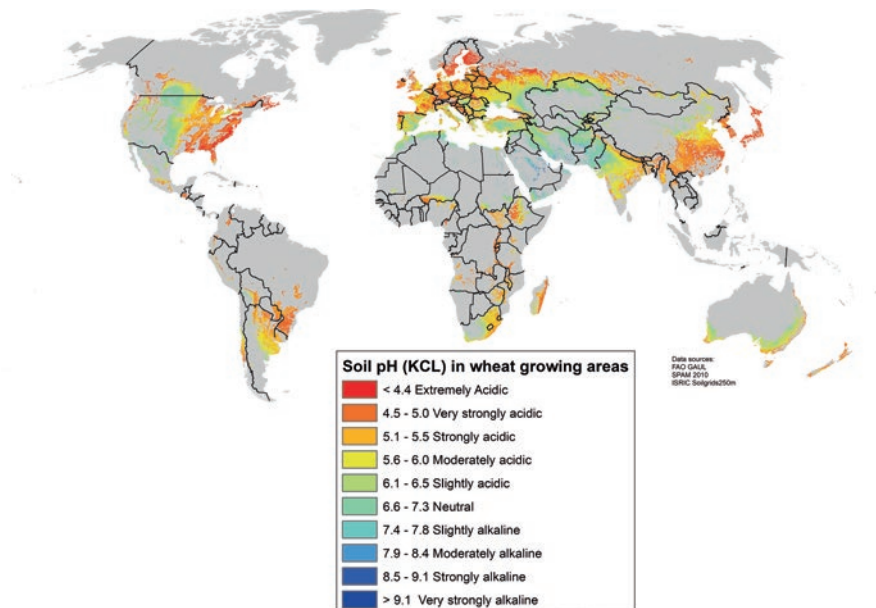 Data sources:
FAO GAUL
SPAM 2010
ISRIC Soilgrids250m
Soil pH (KCL) in wheat growing areas
< 4.4 Extremely Acidic
4.5 - 5.0 Very strongly acidic
5.1 - 5.5 Strongly acidic
5.6 - 6.0 Moderately acidic
6.1 - 6.5 Slightly acidic
6.6 - 7.3 Neutral
7.4 - 7.8 Slightly alkaline
7.9 - 8.4 Moderately alkaline
8.5 - 9.1 Strongly alkaline
> 9.1 Very strongly alkaline